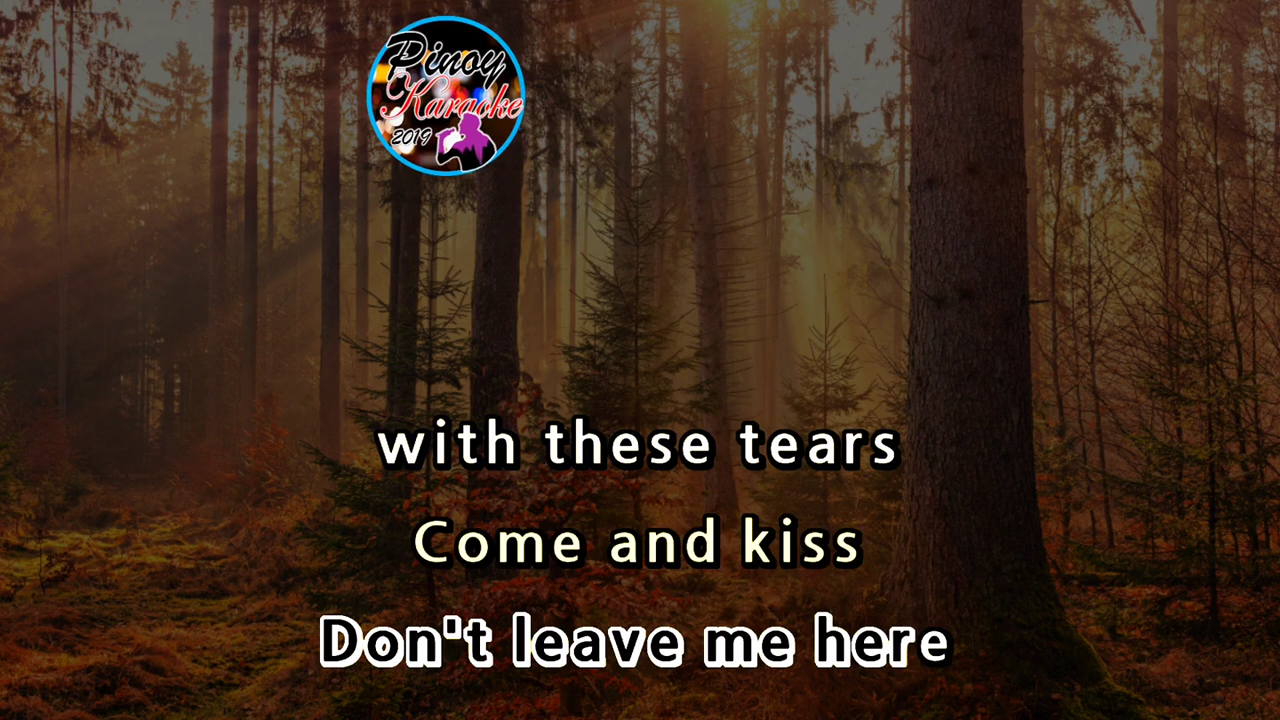 Pinoy
Karaoke
2019
with these tears
Come and kiss
Don't leave me here